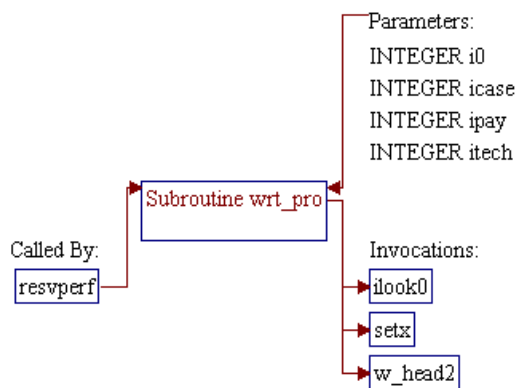 Parameters:
INTEGER i0
INTEGER icase
INTEGER ipay
INTEGER itech
Subroutine wrt_pro
Called By:
resvperf
Invocations:
ilook0
setx
w_head2